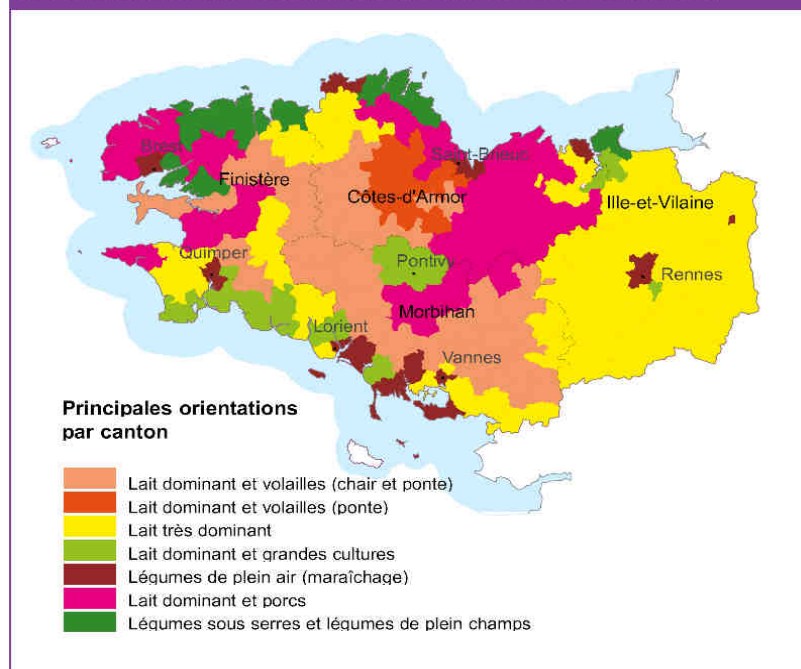 Brest
Saint-Brieuc
Finistère
Côtes-d'Armor
Ille-et-Vilaine
Quimper
Pontivy
Rennes
Morbihan
Lorient
Vannes
Principales orientations
par canton
Lait dominant et volailles (chair et ponte)
Lait dominant et volailles (ponte)
Lait très dominant
Lait dominant et grandes cultures
Légumes de plein air (maraîchage)
Lait dominant et porcs
Légumes sous serres et légumes de plein champs